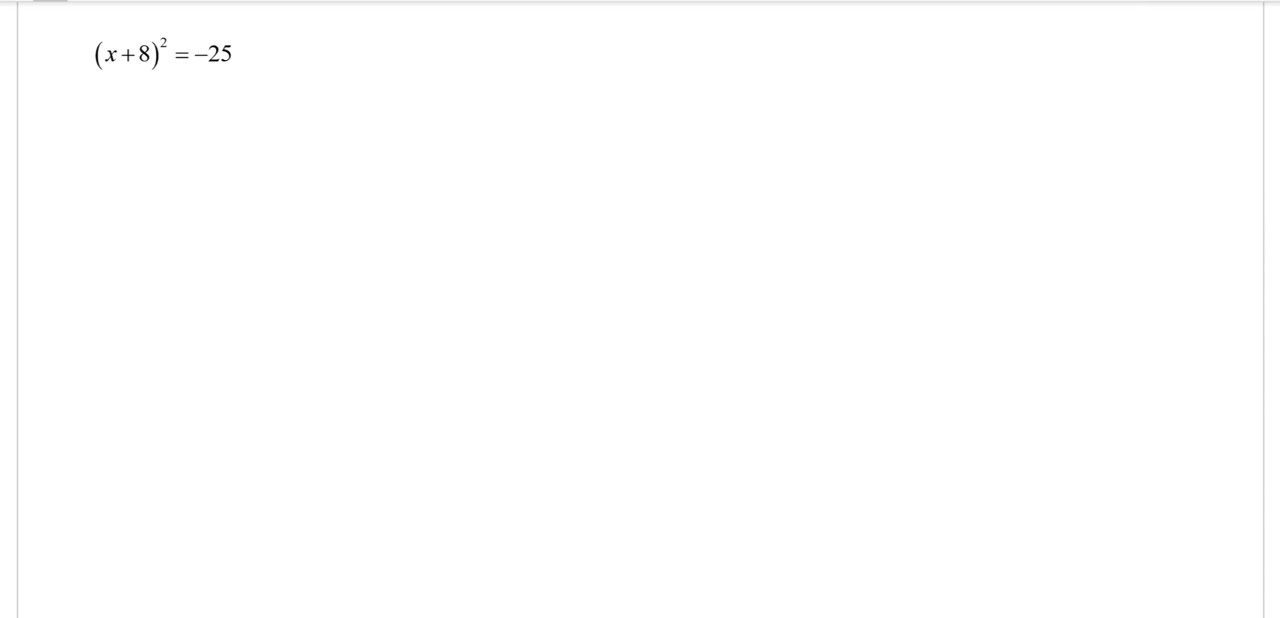 (x+8)² = –25